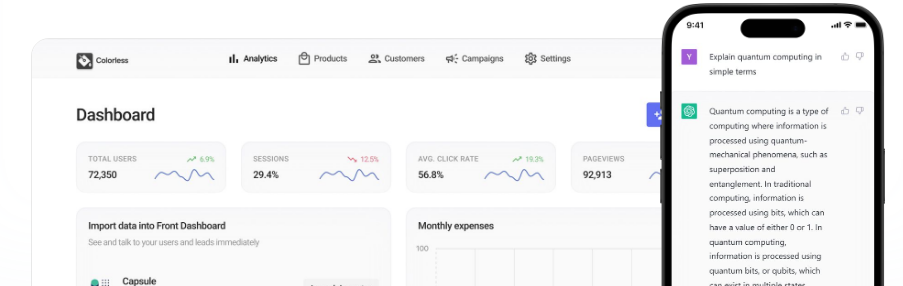 Colorless
Analytics
Products
Customers
Campaigns
Settings
Dashboard
TOTAL USERS
6.9%
72,350
SESSIONS
12.5%
29.4%
AVG. CLICK RATE
19.3%
56.8%
PAGEVIEWS
92,913
Import data into Front Dashboard
See and talk to your users and leads immediately
Capsule
Monthly expenses
100
9:41
Y
Explain quantum computing in
simple terms
Quantum computing is a type of
computing where information is
processed using quantum-
mechanical phenomena, such as
superposition and
entanglement. In traditional
computing, information is
processed using bits, which can
have a value of either 0 or 1. In
quantum computing,
information is processed using
quantum bits, or qubits, which
can exist in multiple states